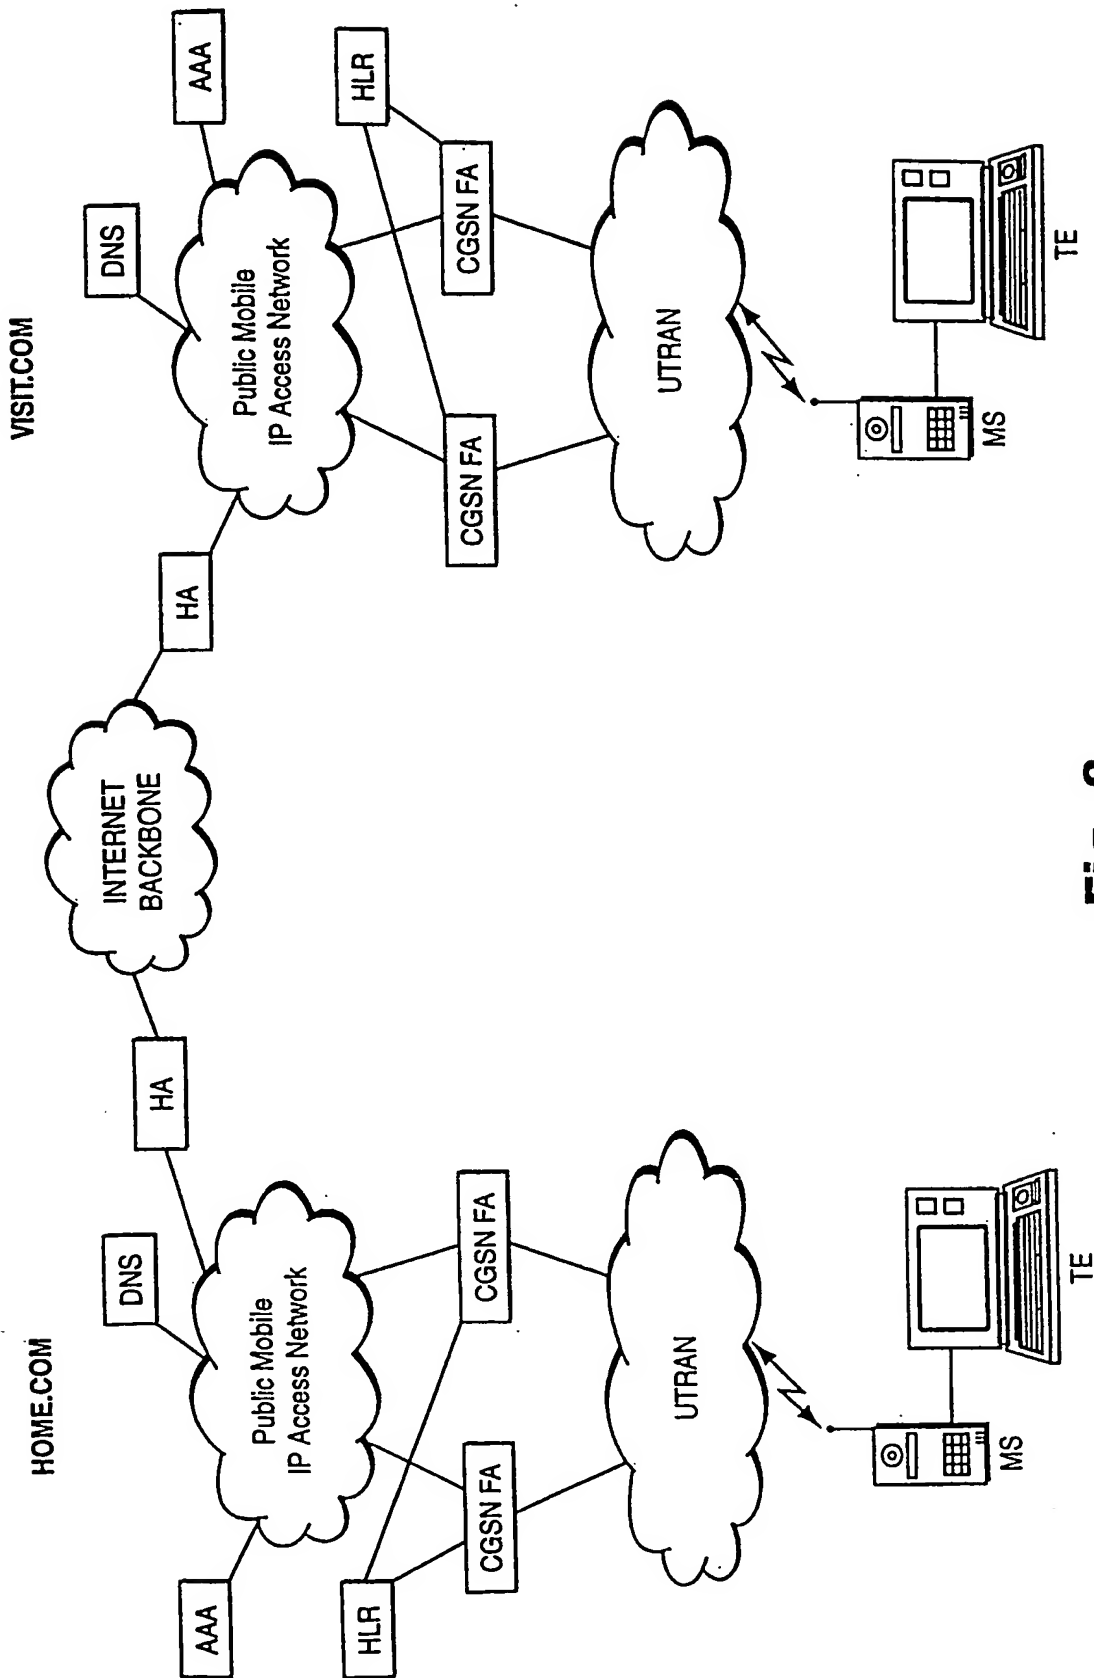 HOME.COM
VISIT.COM
AAA
DNS
HA
INTERNET
BACKBONE
HA
DNS
AAA
Public Mobile
IP Access Network
Public Mobile
IP Access Network
HLR
CGSN FA
CGSN FA
CGSN FA
CGSN FA
HLR
UTRAN
UTRAN
MS
TE
MS
TE